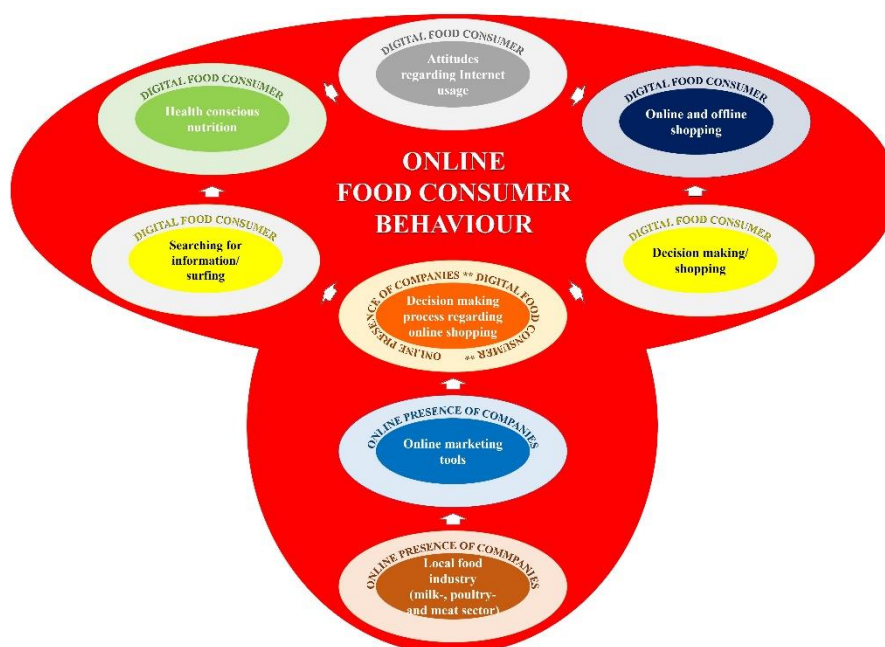 DIGITAL FOOD CONSUMER
Attitudes
regarding Internet
usage
DIGITAL FOOD CONSUMER
Health conscious
nutrition
DIGITAL FOOD CONSUMER
Online and offline
shopping
ONLINE
FOOD CONSUMER
BEHAVIOUR
DIGITAL FOOD CONSUMER
Searching for
information/
surfing
DIGITAL FOOD CONSUMER
Decision making/
shopping
ONLINE PRESENCE OF COMPANIES ** DIGITAL FOOD CONSUMER **
Decision making
process regarding
online shopping
ONLINE PRESENCE OF COMPANIES
Online marketing
tools
ONLINE PRESENCE OF COMMPANIES
Local food
industry
(milk-, poultry-
and meat sector)